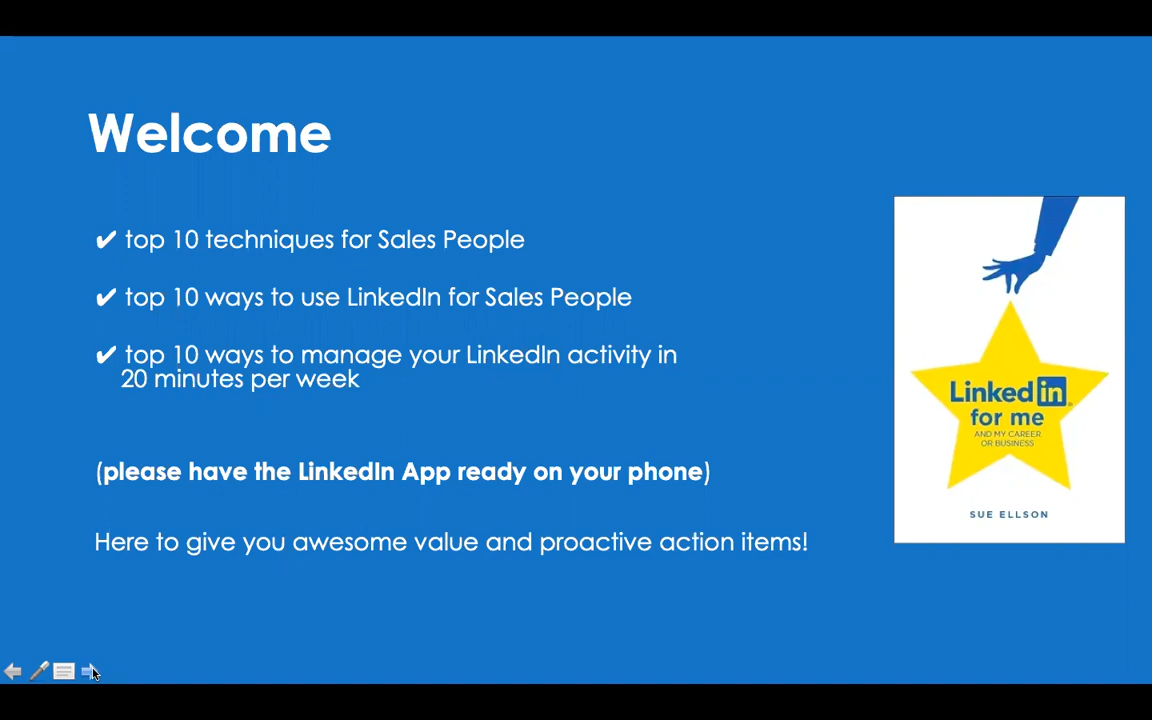 Welcome
✔ top 10 techniques for Sales People
✔ top 10 ways to use LinkedIn for Sales People
✔ top 10 ways to manage your LinkedIn activity in
20 minutes per week
(please have the LinkedIn App ready on your phone)
Here to give you awesome value and proactive action items!
Linked in
for me
AND MY CAREER
OR BUSINESS
SUE ELLSON